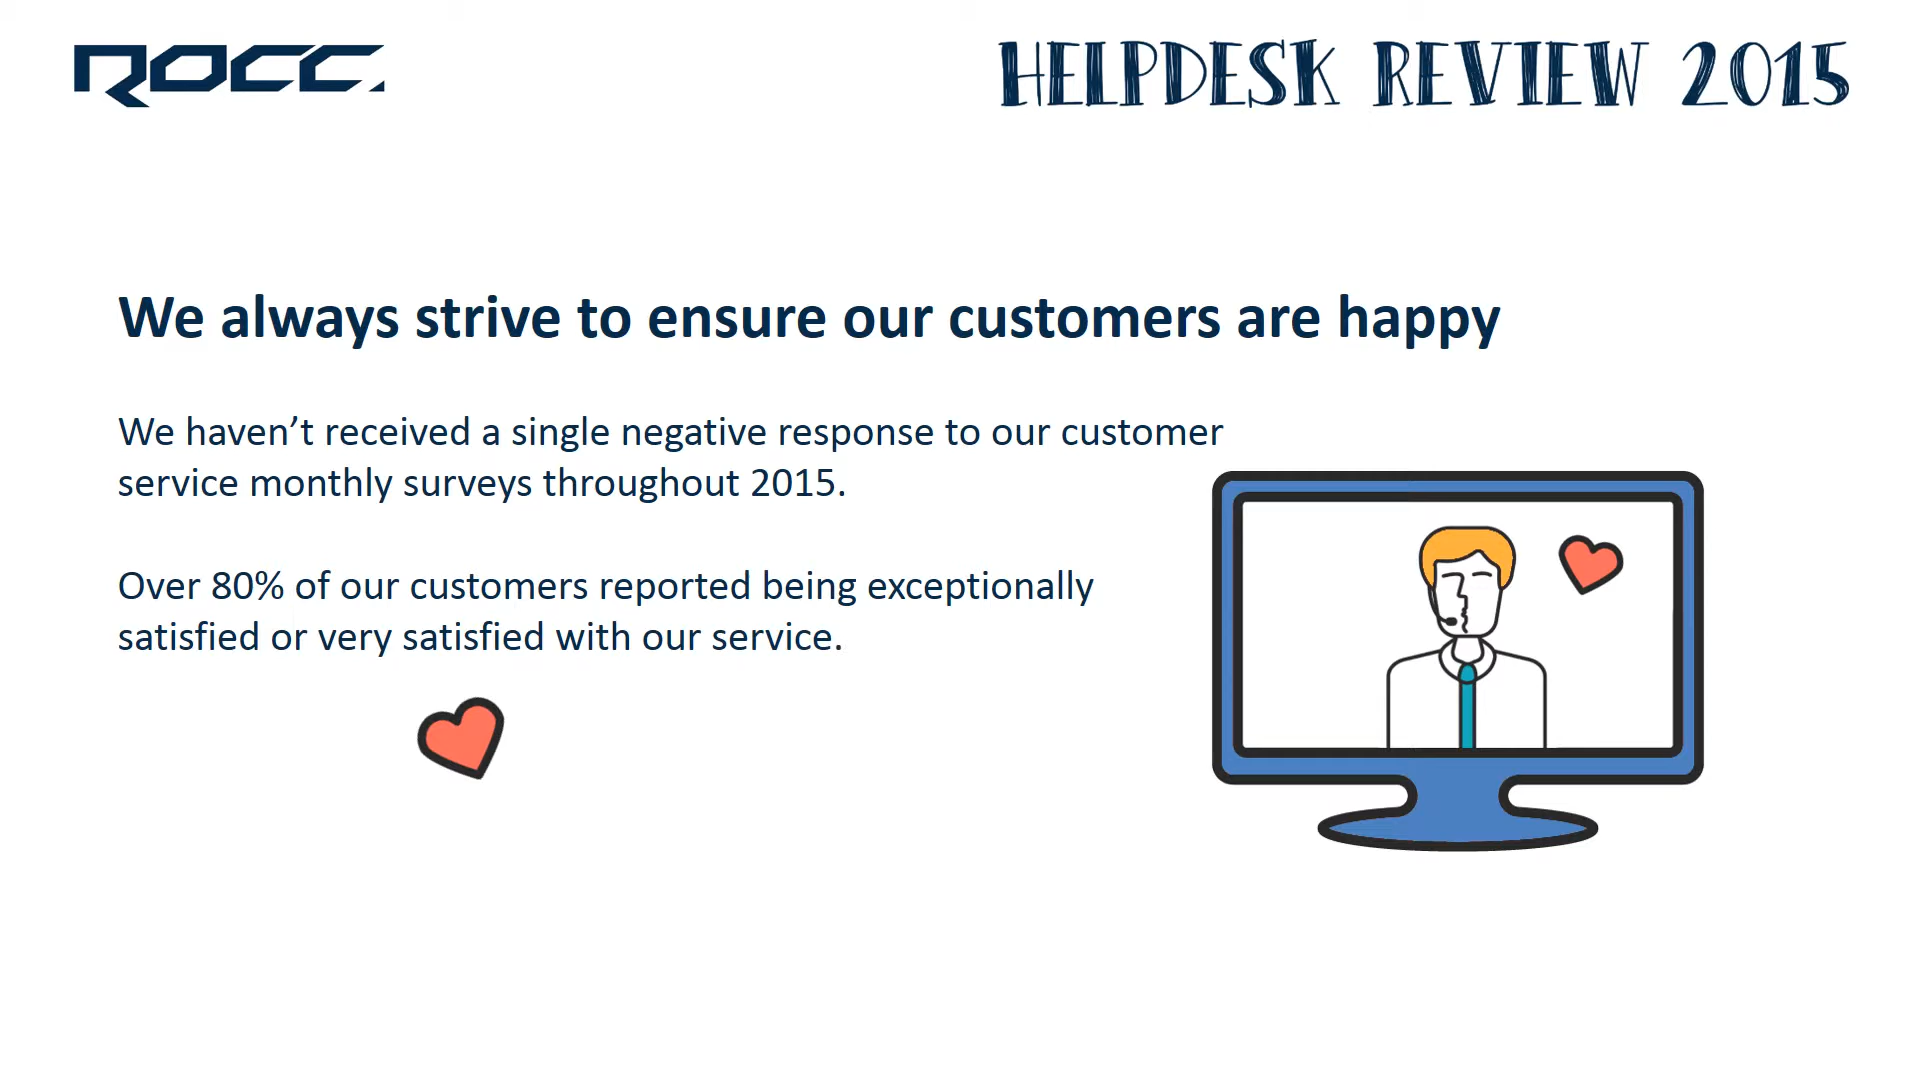 ROCC.
HELPDESK REVIEW 2015
We always strive to ensure our customers are happy
We haven’t received a single negative response to our customer
service monthly surveys throughout 2015.
Over 80% of our customers reported being exceptionally
satisfied or very satisfied with our service.